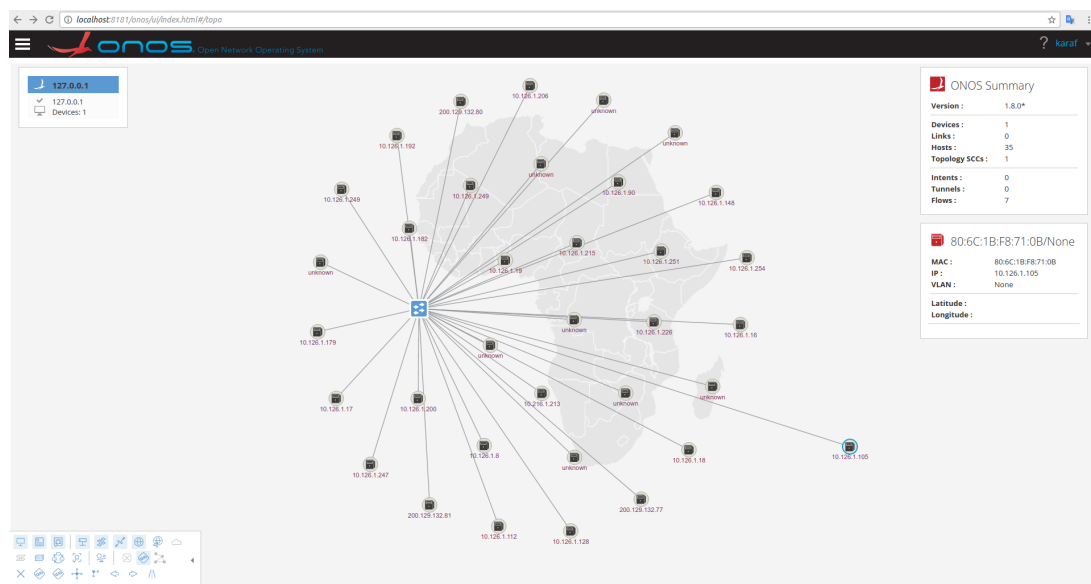 localhost:8181/onos/ui/index.html#/topo
onos Open Network Operating System
? karaf
127.0.0.1
127.0.0.1
Devices: 1
ONOS Summary
Version : 1.8.0*
Devices : 1
Links : 0
Hosts : 35
Topology SCCs : 1
Intents : 0
Tunnels : 0
Flows : 7
80:6C:1B:F8:71:0B/None
MAC : 80:6C:1B:F8:71:0B
IP : 10.126.1.105
VLAN : None
Latitude :
Longitude :
10.126.1.206
200.129.132.80
unknown
unknown
10.126.1.192
unknown
10.126.1.249
10.126.1.249
10.126.1.90
10.126.1.148
10.126.1.182
10.126.1.215
10.126.1.251
10.126.1.254
unknown
10.126.1.19
unknown
10.126.1.226
10.126.1.16
10.126.1.179
unknown
10.126.1.17
10.126.1.200
10.216.1.213
unknown
unknown
10.126.1.8
10.126.1.18
10.126.1.105
10.126.1.247
unknown
200.129.132.81
200.129.132.77
10.126.1.112
10.126.1.128